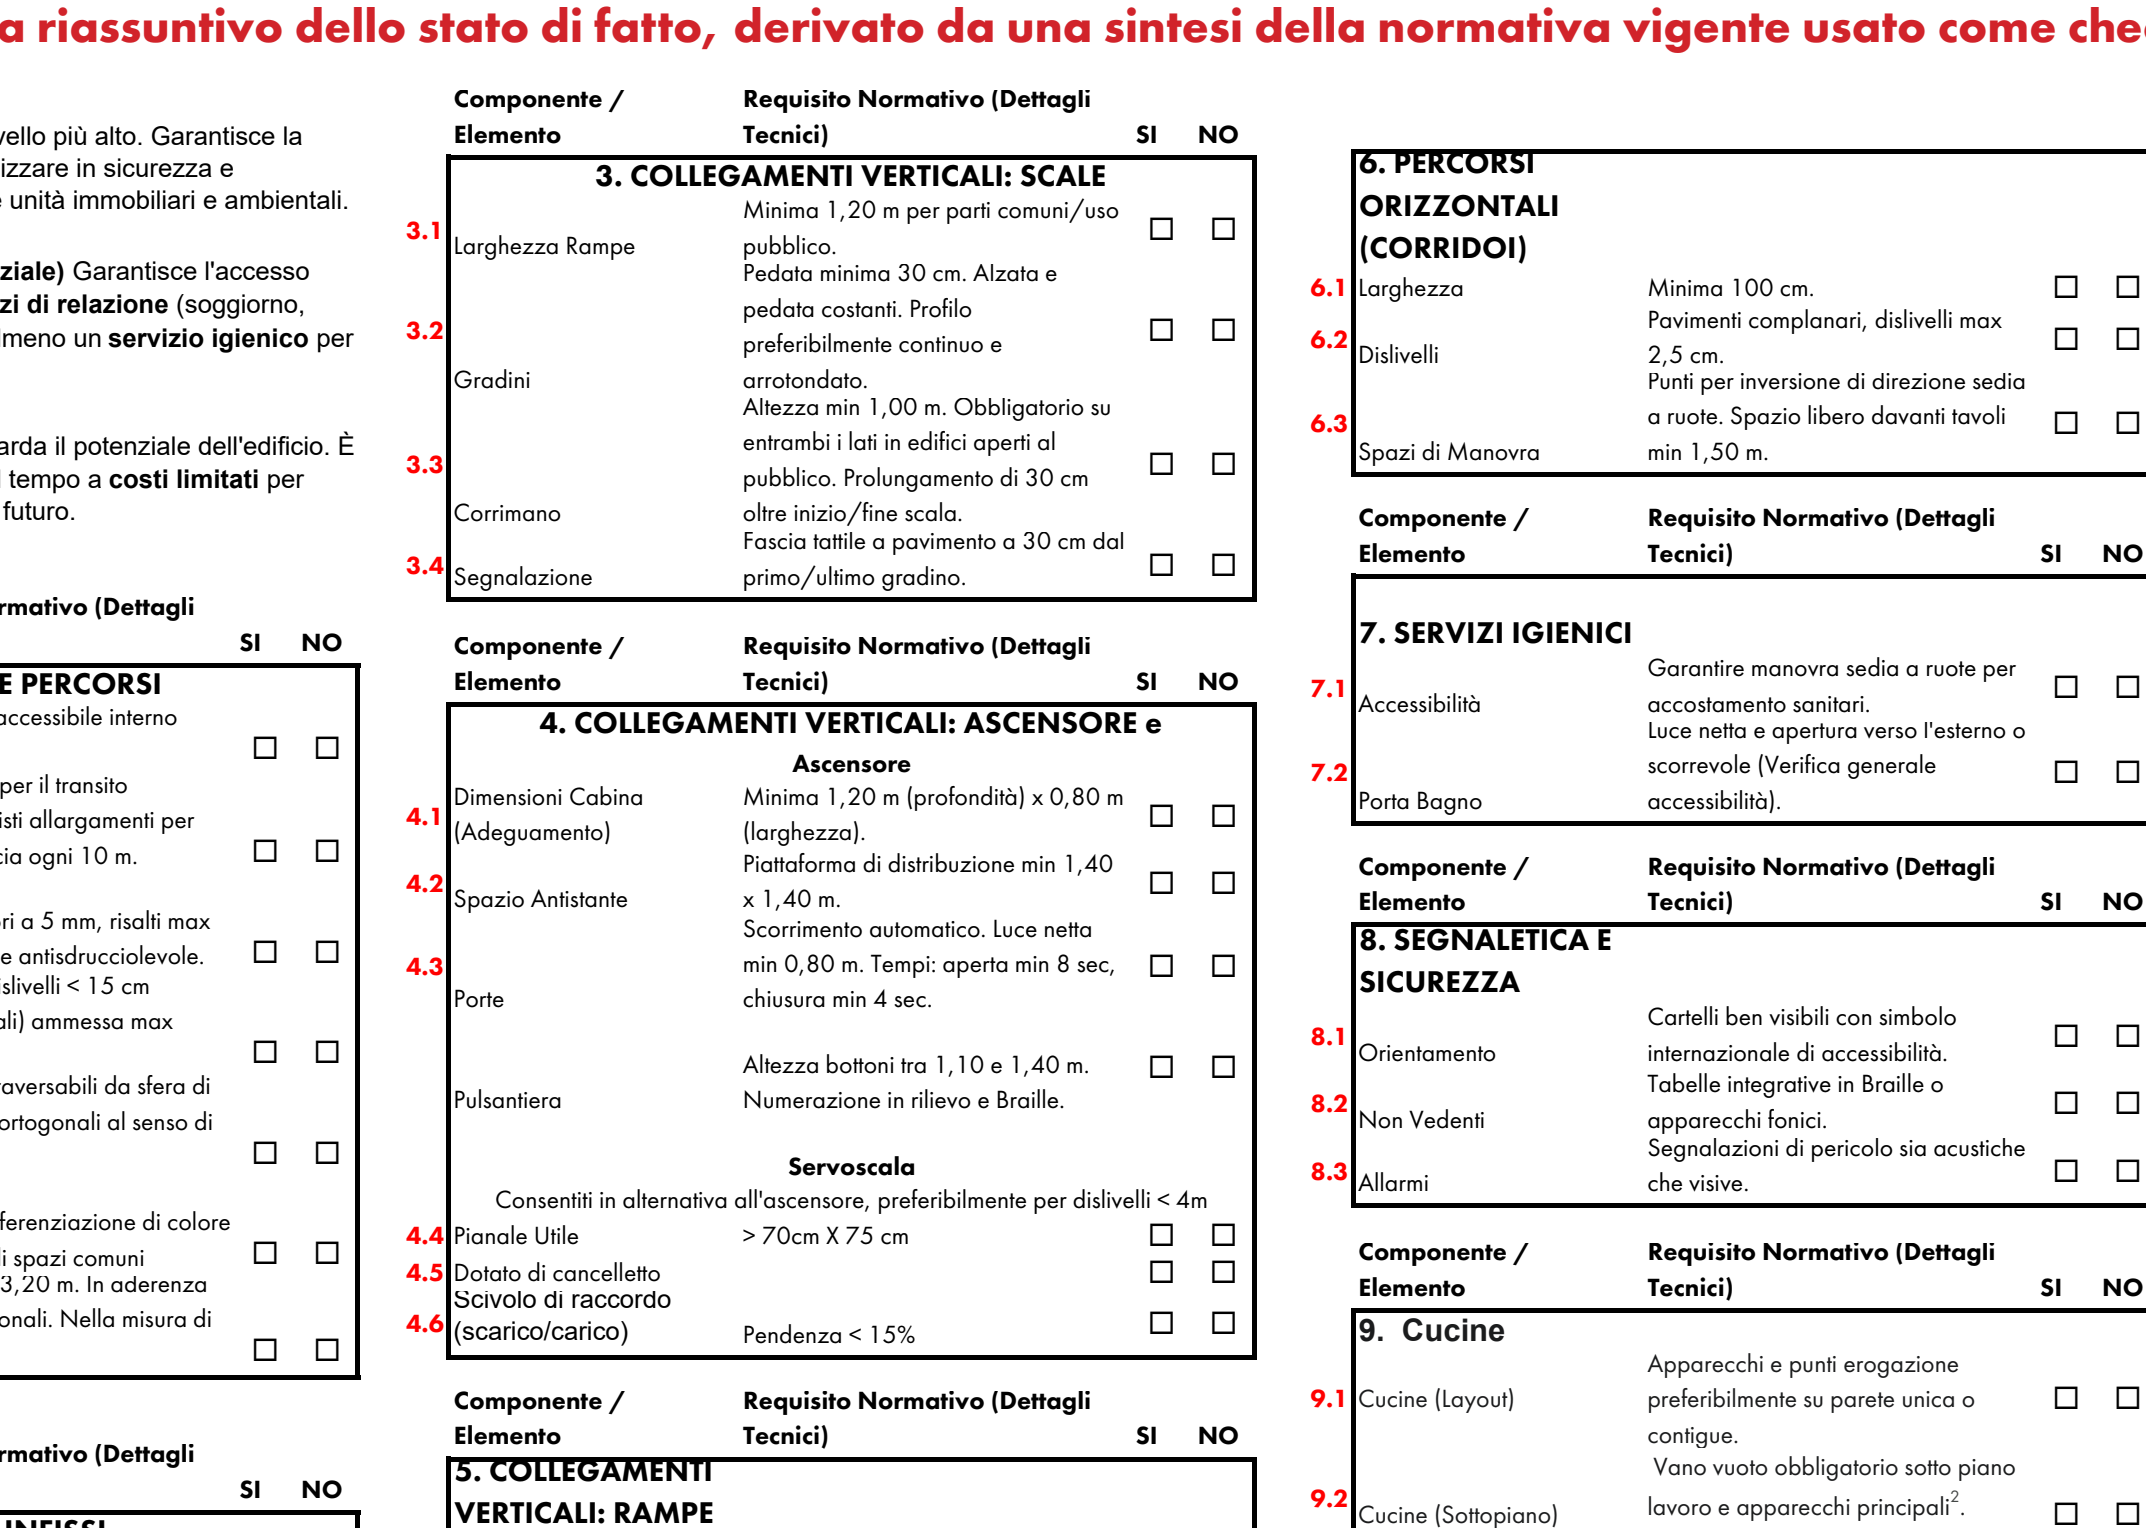 a riassuntivo dello stato di fatto, derivato da una sintesi della normativa vigente usato come che
vello più alto. Garantisce la
izzare in sicurezza e
e unità immobiliari e ambientali.
ziale) Garantisce l'accesso
zi di relazione (soggiorno,
lmeno un servizio igienico per
arda il potenziale dell'edificio. È
l tempo a costi limitati per
futuro.
rmativo (Dettagli
SI NO
E PERCORSI
accessibile interno
per il transito
isti allargamenti per
cia ogni 10 m.
ori a 5 mm, risalti max
e antisdrucciolevole.
islivelli < 15 cm
ali) ammessa max
raversabili da sfera di
ortogonali al senso di
ferenziazione di colore
li spazi comuni
3,20 m. In aderenza
onali. Nella misura di
rmativo (Dettagli
SI NO
INFISSI
Componente / Requisito Normativo (Dettagli
Elemento Tecnici) SI NO
3. COLLEGAMENTI VERTICALI: SCALE
Minima 1,20 m per parti comuni/uso
3.1 Larghezza Rampe pubblico.
Pedata minima 30 cm. Alzata e
pedata costanti. Profilo
3.2 preferibilmente continuo e
Gradini arrotondato.
Altezza min 1,00 m. Obbligatorio su
entrambi i lati in edifici aperti al
3.3 pubblico. Prolungamento di 30 cm
Corrimano oltre inizio/fine scala.
Fascia tattile a pavimento a 30 cm dal
3.4 Segnalazione primo/ultimo gradino.
Componente / Requisito Normativo (Dettagli
Elemento Tecnici) SI NO
4. COLLEGAMENTI VERTICALI: ASCENSORE e
Ascensore
Dimensioni Cabina Minima 1,20 m (profondità) x 0,80 m
4.1 (Adeguamento) (larghezza).
Piattaforma di distribuzione min 1,40
4.2 Spazio Antistante x 1,40 m.
Scorrimento automatico. Luce netta
4.3 min 0,80 m. Tempi: aperta min 8 sec,
Porte chiusura min 4 sec.
Altezza bottoni tra 1,10 e 1,40 m.
Pulsantiera Numerazione in rilievo e Braille.
Servoscala
Consentiti in alternativa all'ascensore, preferibilmente per dislivelli < 4m
4.4 Pianale Utile > 70cm X 75 cm
4.5 Dotato di cancelletto
Scivolo di raccordo
4.6 (scarico/carico) Pendenza < 15%
Componente / Requisito Normativo (Dettagli
Elemento Tecnici) SI NO
5. COLLEGAMENTI
VERTICALI: RAMPE
6. PERCORSI
ORIZZONTALI
(CORRIDOI)
6.1 Larghezza Minima 100 cm.
Pavimenti complanari, dislivelli max
6.2 Dislivelli 2,5 cm.
Punti per inversione di direzione sedia
6.3 a ruote. Spazio libero davanti tavoli
Spazi di Manovra min 1,50 m.
Componente / Requisito Normativo (Dettagli
Elemento Tecnici) SI NO
7. SERVIZI IGIENICI
Garantire manovra sedia a ruote per
7.1 Accessibilità accostamento sanitari.
Luce netta e apertura verso l'esterno o
7.2 scorrevole (Verifica generale
Porta Bagno accessibilità).
Componente / Requisito Normativo (Dettagli
Elemento Tecnici) SI NO
8. SEGNALETICA E
SICUREZZA
Cartelli ben visibili con simbolo
8.1 Orientamento internazionale di accessibilità.
Tabelle integrative in Braille o
8.2 Non Vedenti apparecchi fonici.
Segnalazioni di pericolo sia acustiche
8.3 Allarmi che visive.
Componente / Requisito Normativo (Dettagli
Elemento Tecnici) SI NO
9. Cucine
Apparecchi e punti erogazione
9.1 Cucine (Layout) preferibilmente su parete unica o
contigue.
Vano vuoto obbligatorio sotto piano
9.2 Cucine (Sottopiano) lavoro e apparecchi principali².